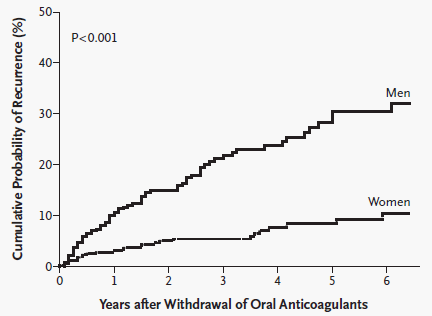 Cumulative Probability of Recurrence (%)
50
40
30
20
10
0
P<0.001
Men
Women
0 1 2 3 4 5 6
Years after Withdrawal of Oral Anticoagulants